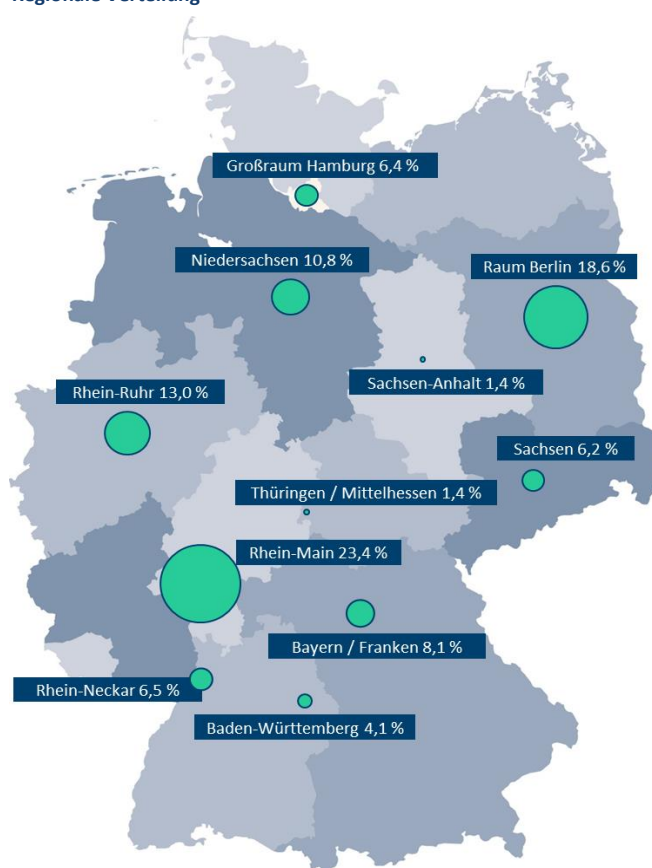 Regionale Verteilung
Großraum Hamburg 6,4 %
Niedersachsen 10,8 %
Raum Berlin 18,6 %
Sachsen-Anhalt 1,4 %
Rhein-Ruhr 13,0 %
Sachsen 6,2 %
Thüringen / Mittelhessen 1,4 %
Rhein-Main 23,4 %
Bayern / Franken 8,1 %
Rhein-Neckar 6,5 %
Baden-Württemberg 4,1 %